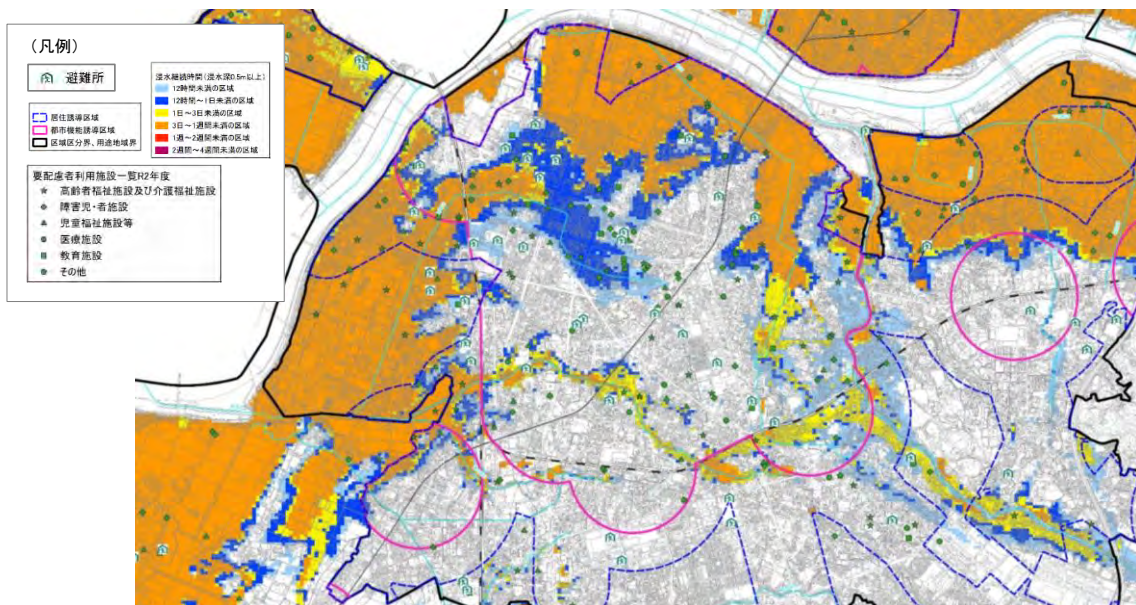 (凡例)
避難所
居住誘導区域
都市機能誘導区域
区域区分界、用途地域界
浸水継続時間(浸水深0.5m以上)
12時間未満の区域
12時間~1日未満の区域
1日~3日未満の区域
3日~1週間未満の区域
1週~2週間未満の区域
2週間~4週間未満の区域
要配慮者利用施設一覧R2年度
高齢者福祉施設及び介護福祉施設
障害児・者施設
児童福祉施設等
医療施設
教育施設
その他